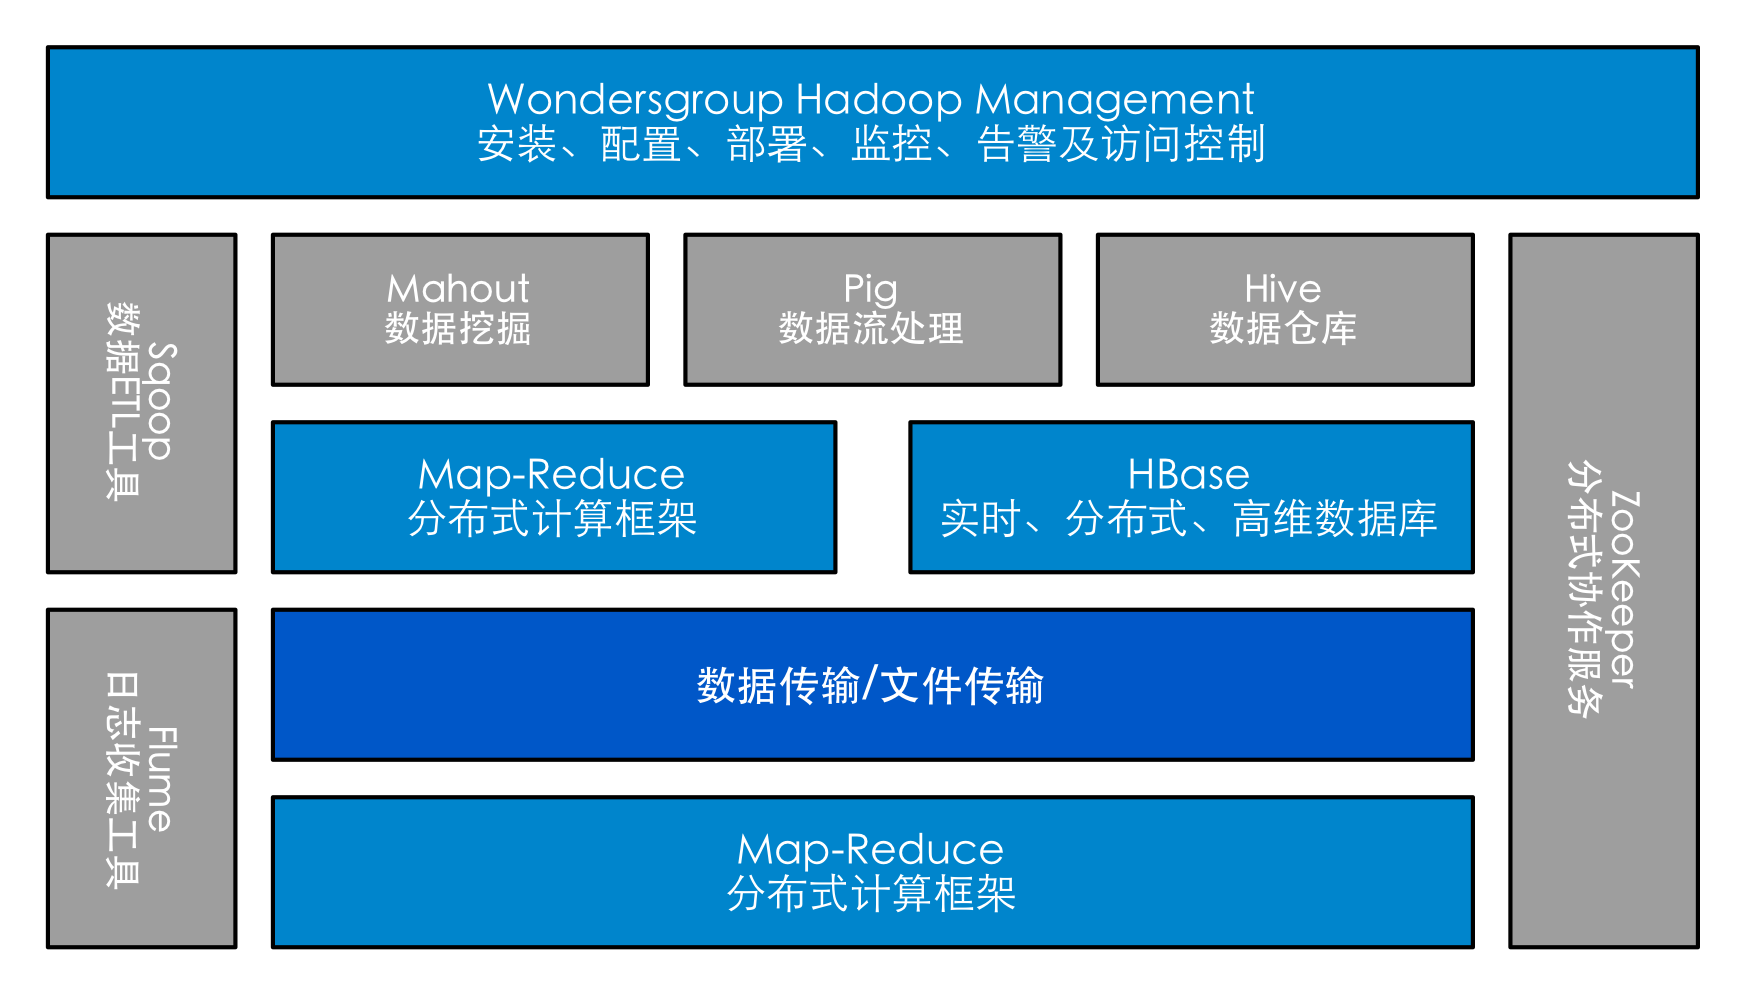 Wondersgroup Hadoop Management
安装、配置、部署、监控、告警及访问控制
Sqoop
数据ETL工具
Mahout
数据挖掘
Pig
数据流处理
Hive
数据仓库
ZooKeeper
分布式协作服务
Map-Reduce
分布式计算框架
HBase
实时、分布式、高维数据库
Flume
日志收集工具
数据传输/文件传输
Map-Reduce
分布式计算框架